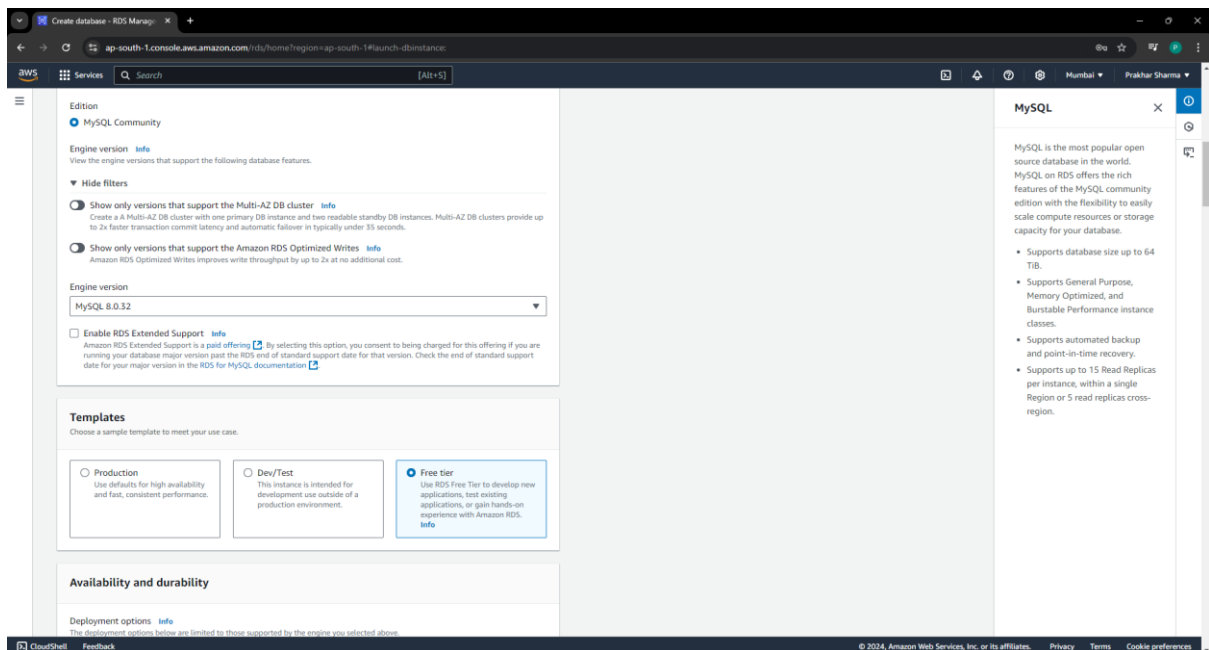 Create database - RDS Manage
ap-south-1.console.aws.amazon.com/rds/home?region=ap-south-1#launch-dbinstance:
aws
Services
Search
[Alt+S]
Mumbai
Prakhar Sharma
Edition
MySQL Community
Engine version Info
View the engine versions that support the following database features.
Hide filters
Show only versions that support the Multi-AZ DB cluster Info
Create a A Multi-AZ DB cluster with one primary DB instance and two readable standby DB instances. Multi-AZ DB clusters provide up
to 2x faster transaction commit latency and automatic failover in typically under 35 seconds.
Show only versions that support the Amazon RDS Optimized Writes Info
Amazon RDS Optimized Writes improves write throughput by up to 2x at no additional cost.
Engine version
MySQL 8.0.32
Enable RDS Extended Support Info
Amazon RDS Extended Support is a paid offering. By selecting this option, you consent to being charged for this offering if you are
running your database major version past the RDS end of standard support date for that version. Check the end of standard support
date for your major version in the RDS for MySQL documentation.
Templates
Choose a sample template to meet your use case.
Production
Use defaults for high availability
and fast, consistent performance.
Dev/Test
This instance is intended for
development use outside of a
production environment.
Free tier
Use RDS Free Tier to develop new
applications, test existing
applications, or gain hands-on
experience with Amazon RDS.
Info
Availability and durability
Deployment options Info
The deployment options below are limited to those supported by the engine you selected above.
MySQL
MySQL is the most popular open
source database in the world.
MySQL on RDS offers the rich
features of the MySQL community
edition with the flexibility to easily
scale compute resources or storage
capacity for your database.
• Supports database size up to 64
TiB.
• Supports General Purpose,
Memory Optimized, and
Burstable Performance instance
classes.
• Supports automated backup
and point-in-time recovery.
• Supports up to 15 Read Replicas
per instance, within a single
Region or 5 read replicas cross-
region.
CloudShell
Feedback
© 2024, Amazon Web Services, Inc. or its affiliates.
Privacy
Terms
Cookie preferences